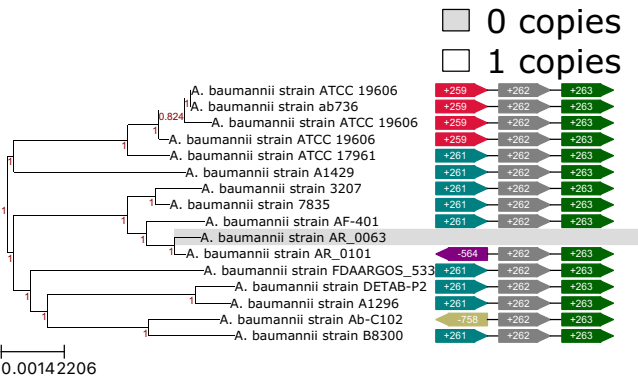 0 copies
1 copies
A. baumannii strain ATCC 19606 +259 +262 +263
1
A. baumannii strain ab736 +259 +262 +263
0.824
A. baumannii strain ATCC 19606 +259 +262 +263
1 A. baumannii strain ATCC 19606 +259 +262 +263
1 A. baumannii strain ATCC 17961 +261 +262 +263
1 A. baumannii strain A1429 +261 +262 +263
A. baumannii strain 3207 +261 +262 +263
1 A. baumannii strain 7835 +261 +262 +263
1
A. baumannii strain AF-401 +261 +262 +263
1 A. baumannii strain AR_0063
1 A. baumannii strain AR_0101 -564 +262 +263
A. baumannii strain FDAARGOS_533 +261 +262 +263
1
A. baumannii strain DETAB-P2 +261 +262 +263
1 1 A. baumannii strain A1296 +261 +262 +263
A. baumannii strain Ab-C102 -758 +262 +263
1 A. baumannii strain B8300 +261 +262 +263
0.00142206